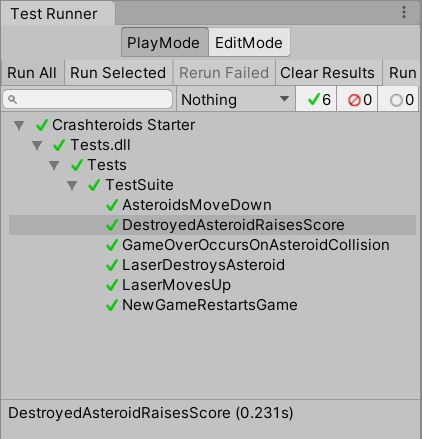 Test Runner
PlayMode EditMode
Run All Run Selected Rerun Failed Clear Results Run
Nothing 6 0 0
Crashteroids Starter
Tests.dll
Tests
TestSuite
AsteroidsMoveDown
DestroyedAsteroidRaisesScore
GameOverOccursOnAsteroidCollision
LaserDestroysAsteroid
LaserMovesUp
NewGameRestartsGame
DestroyedAsteroidRaisesScore (0.231s)